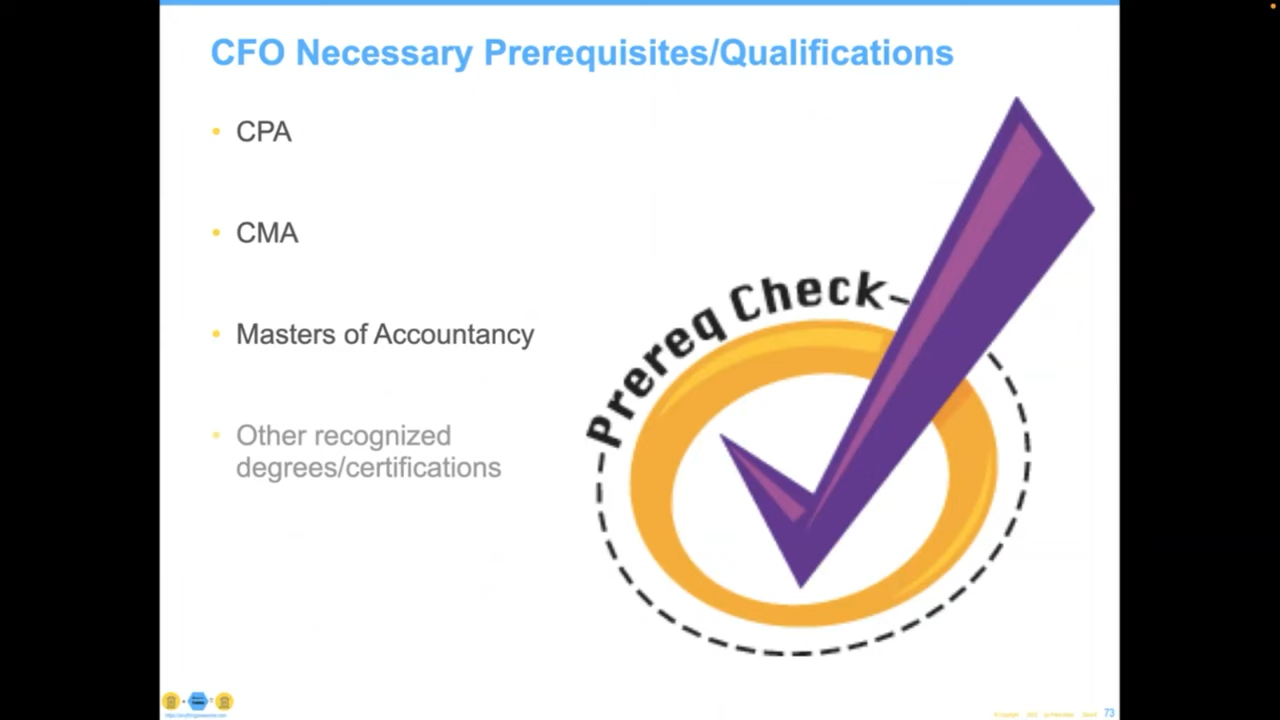 CFO Necessary Prerequisites/Qualifications
• CPA
• CMA
• Masters of Accountancy
• Other recognized
degrees/certifications
Prereq Check
73